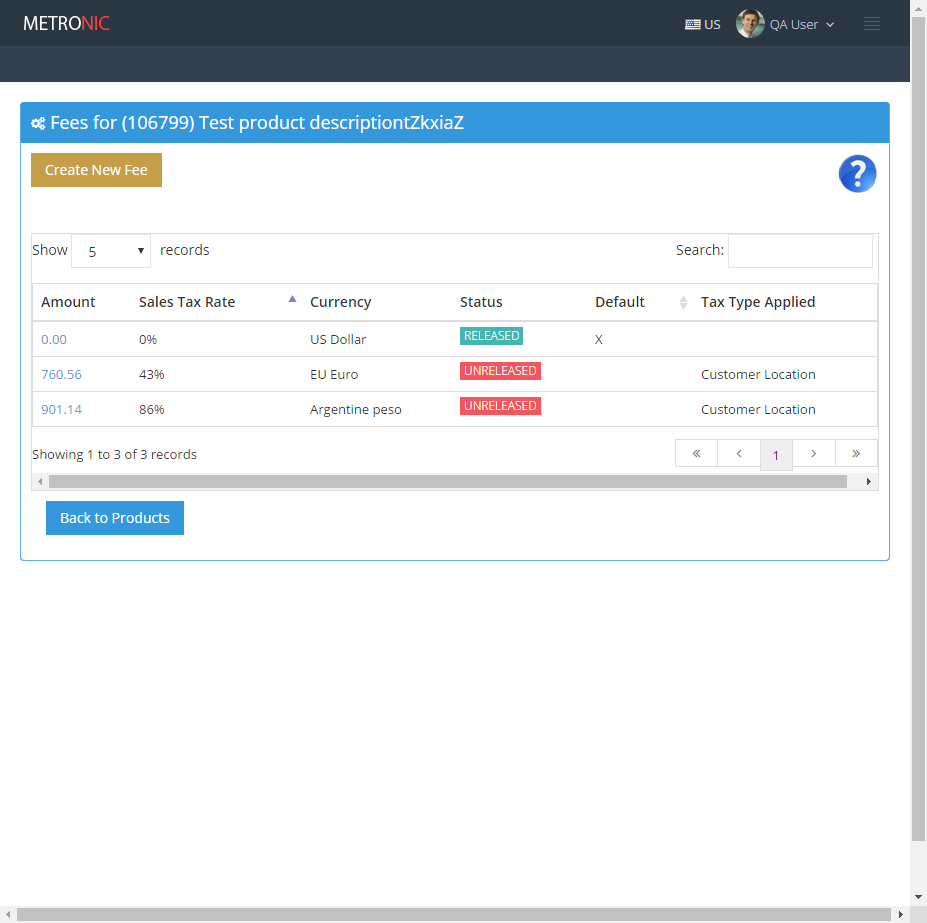 METRONIC
US QA User
Fees for (106799) Test product descriptiontZkxiaZ
Create New Fee
?
Show 5 records Search:
Amount Sales Tax Rate Currency Status Default Tax Type Applied
0.00 0% US Dollar RELEASED X
760.56 43% EU Euro UNRELEASED Customer Location
901.14 86% Argentine peso UNRELEASED Customer Location
Showing 1 to 3 of 3 records « ‹ 1 › »
Back to Products